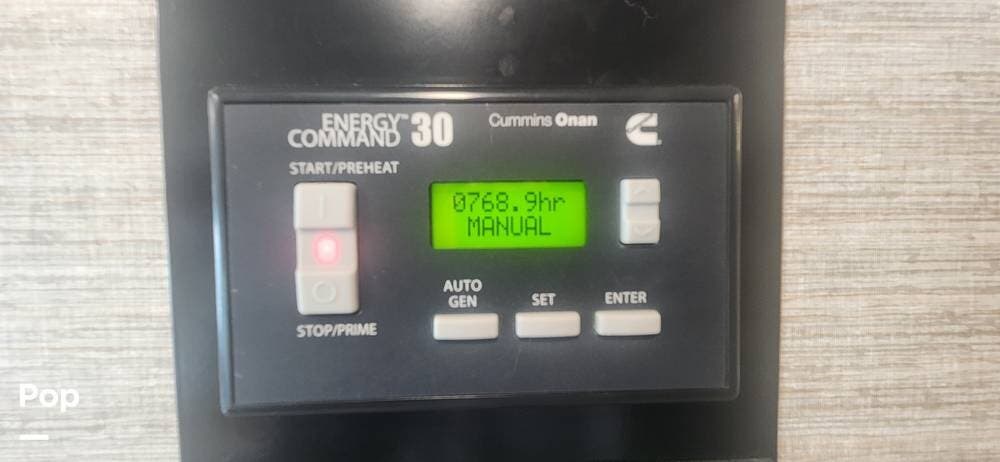 ENERGY™
COMMAND 30
Cummins Onan
START/PREHEAT
I
O
STOP/PRIME
0768.9hr
MANUAL
AUTO
GEN
SET
ENTER
Pop